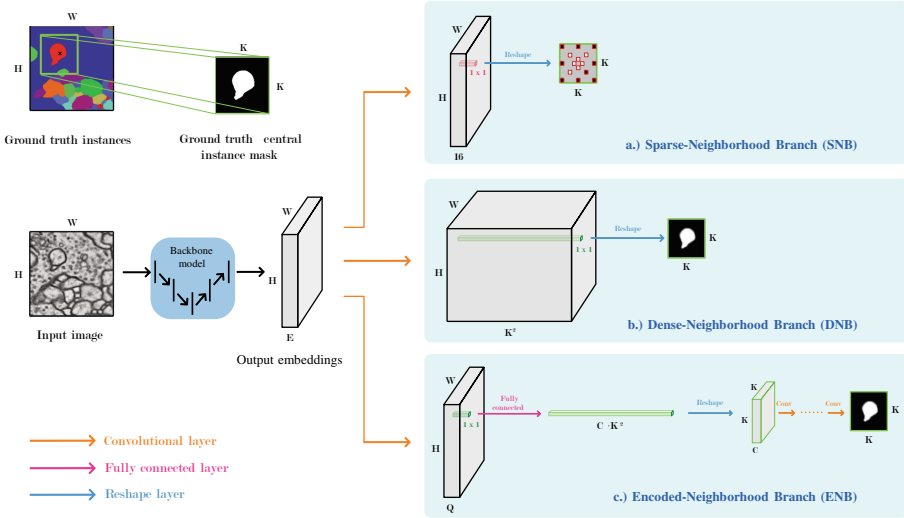 W
H
Ground truth instances
K
K
Ground truth central
instance mask
W
H
Input image
Backbone
model
W
H
E
Output embeddings
Convolutional layer
Fully connected layer
Reshape layer
W
H
1 x 1
16
Reshape
K
K
a.) Sparse-Neighborhood Branch (SNB)
W
H
1 x 1
K²
Reshape
K
K
b.) Dense-Neighborhood Branch (DNB)
W
H
1 x 1
Q
Fully
connected
C · K²
Reshape
K
K
C
Conv
......
Conv
K
K
c.) Encoded-Neighborhood Branch (ENB)